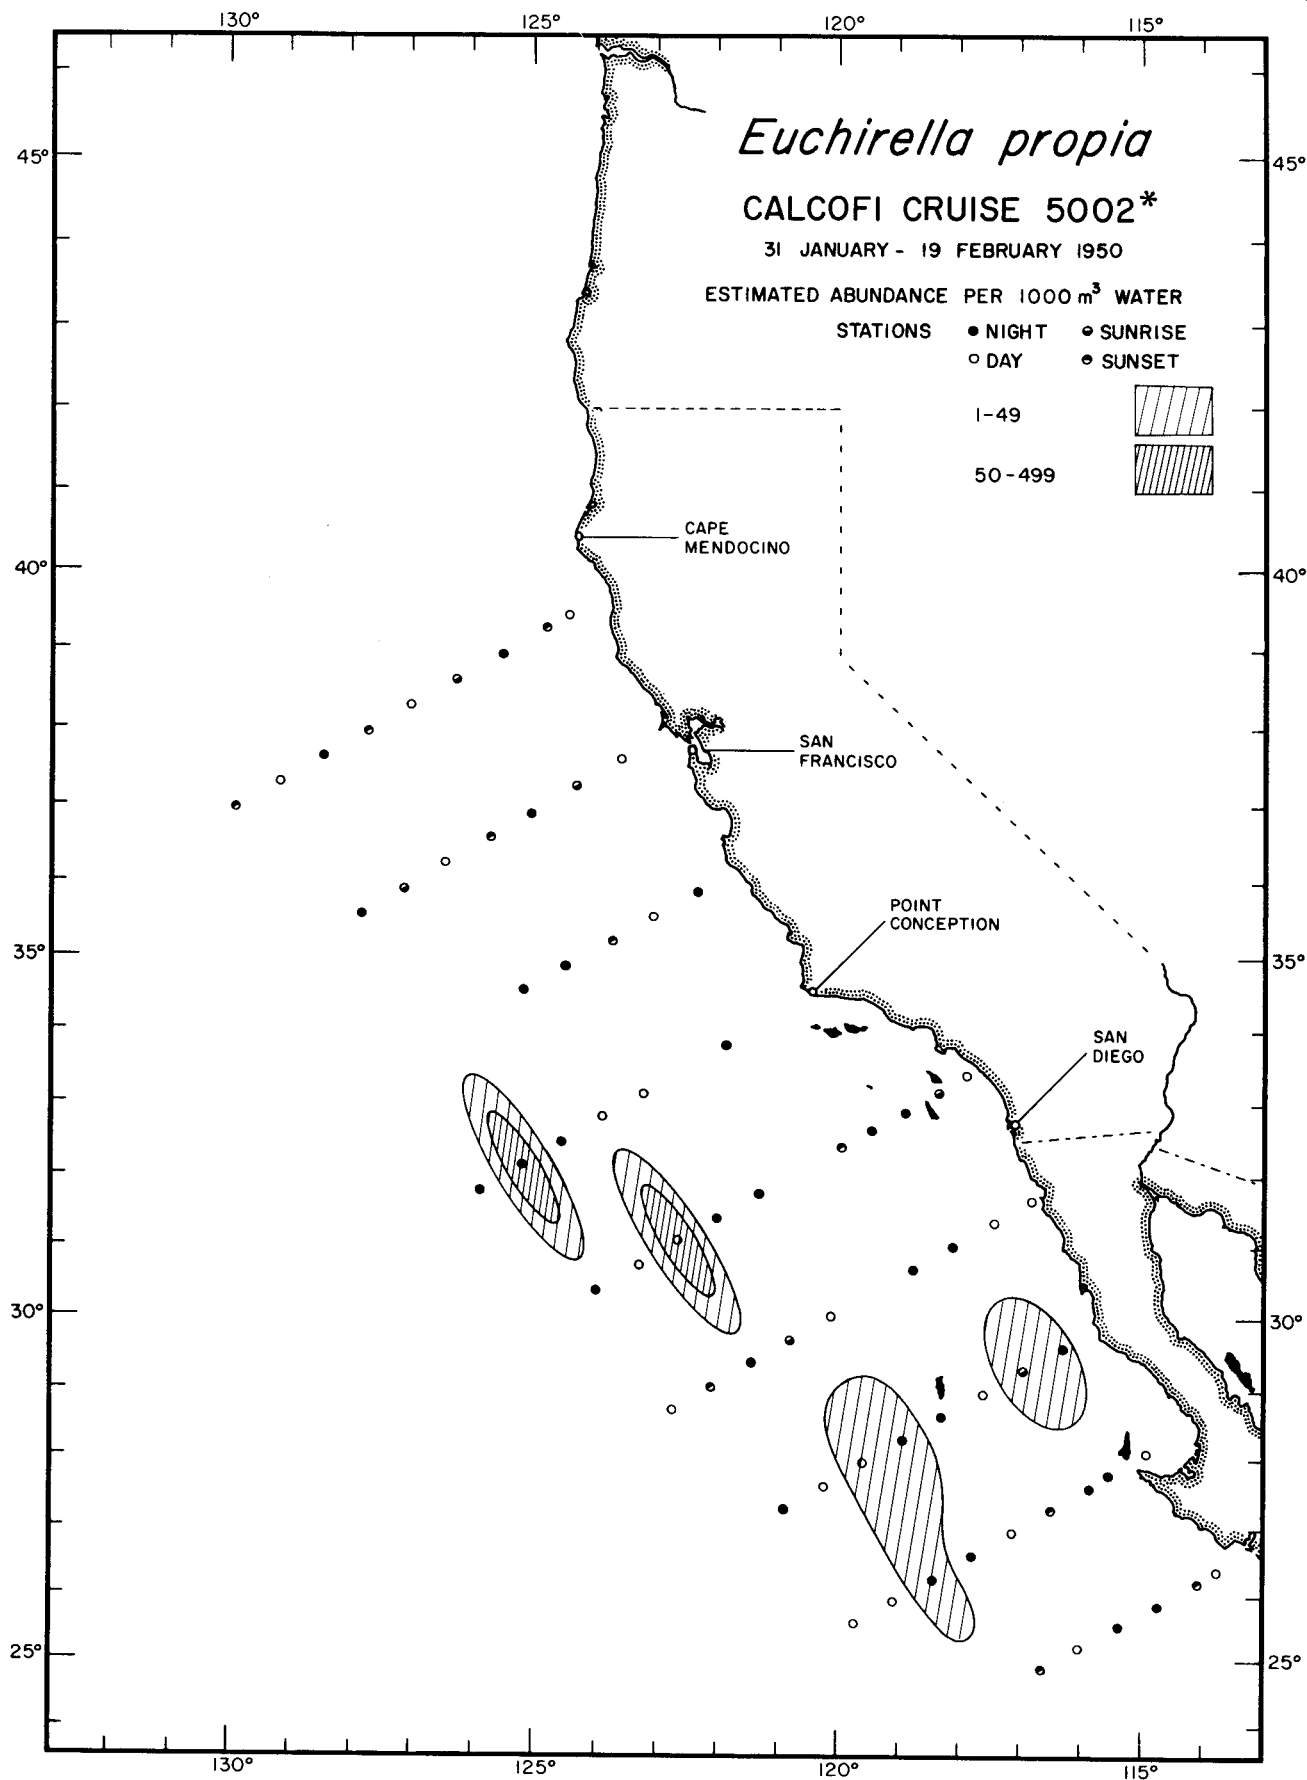 130° 125° 120° 115°
45° 45°
Euchirella propia
CALCOFI CRUISE 5002*
31 JANUARY - 19 FEBRUARY 1950
ESTIMATED ABUNDANCE PER 1000 m³ WATER
STATIONS NIGHT SUNRISE
DAY SUNSET
1-49
50-499
CAPE
MENDOCINO
40° 40°
SAN
FRANCISCO
POINT
CONCEPTION
35° 35°
SAN
DIEGO
30° 30°
25° 25°
130° 125° 120° 115°